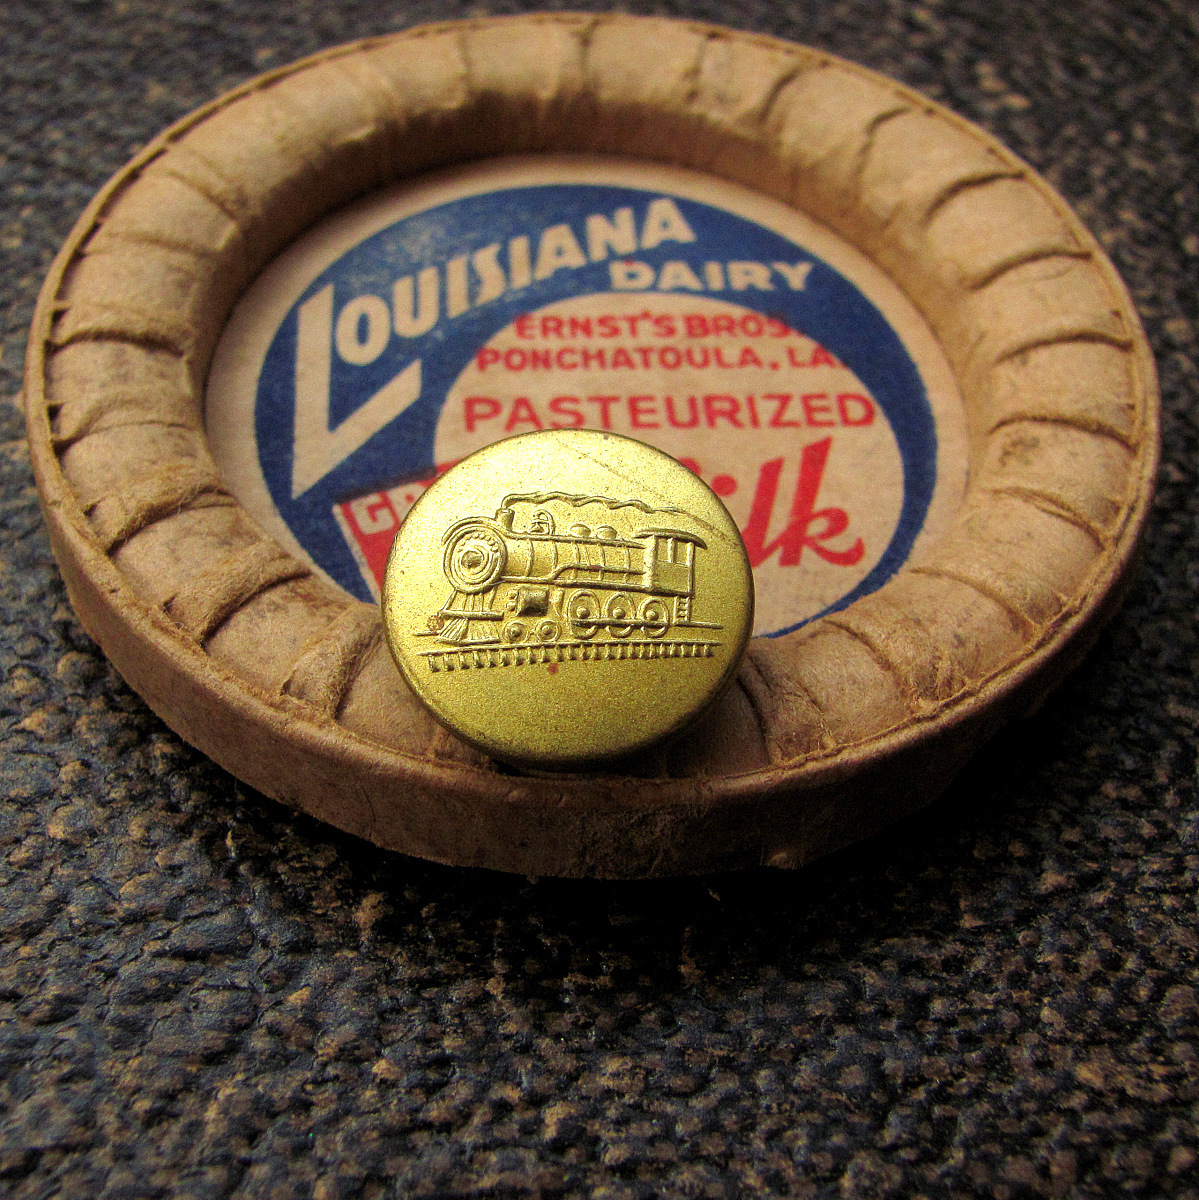 LOUISIANA
DAIRY
ERNST'S BROS.
PONCHATOULA, LA.
PASTEURIZED